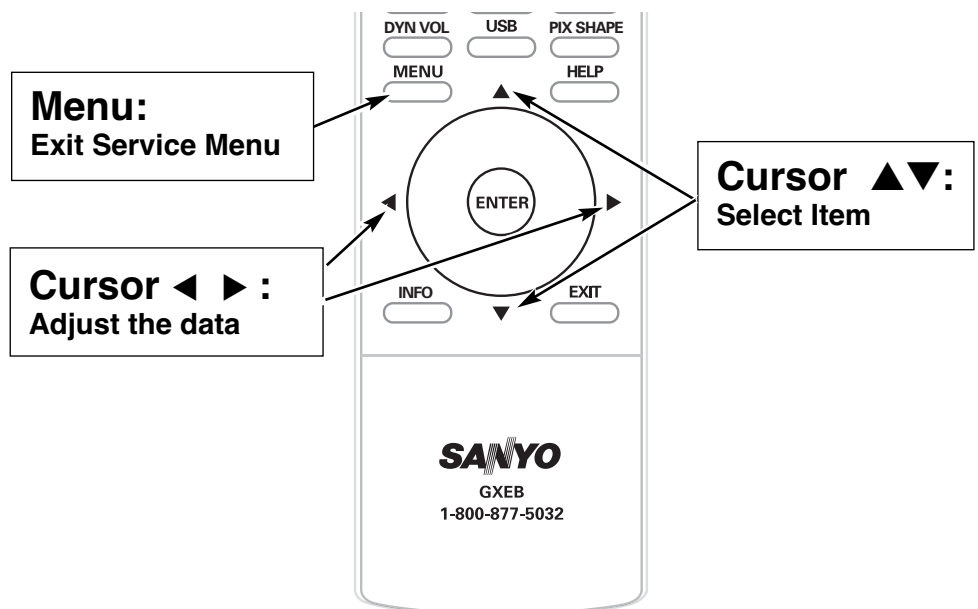 DYN VOL USB PIX SHAPE
MENU HELP
Menu:
Exit Service Menu
Cursor ▲▼:
Select Item
ENTER
Cursor ◀ ▶ :
Adjust the data
INFO EXIT
SANYO
GXEB
1-800-877-5032